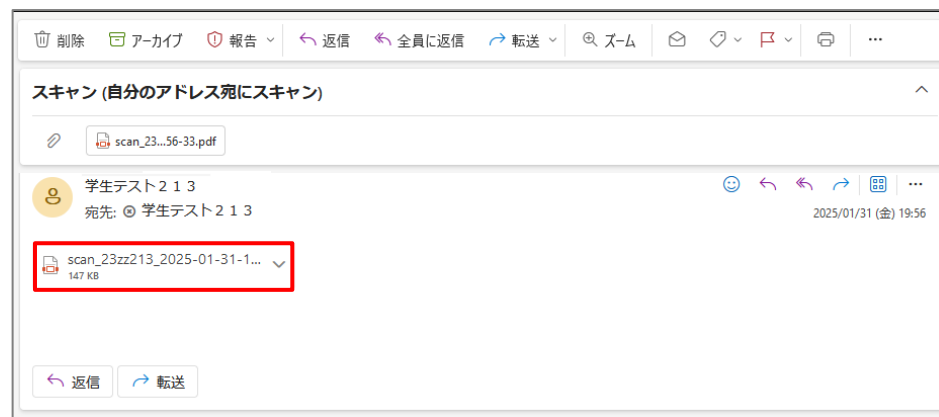 削除 アーカイブ 報告 返信 全員に返信 転送 ズーム ...
スキャン (自分のアドレス宛にスキャン)
scan_23...56-33.pdf
学生テスト２１３
宛先: 学生テスト２１３
2025/01/31 (金) 19:56
scan_23zz213_2025-01-31-1...
147 KB
返信 転送